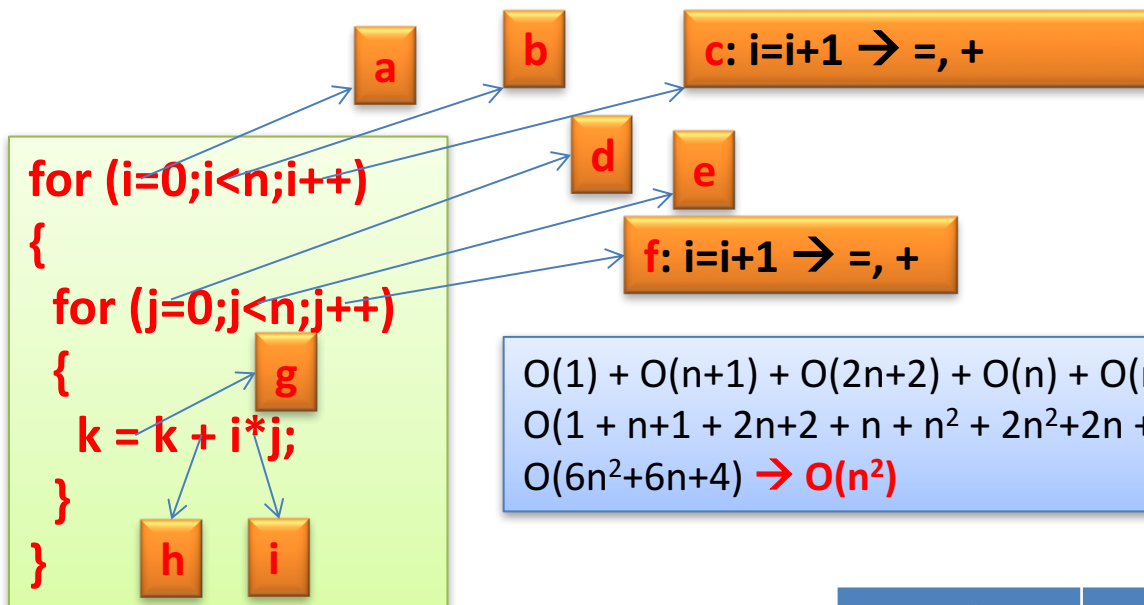 a
b
c: i=i+1 → =, +
d
e
f: i=i+1 → =, +
for (i=0;i<n;i++)
{
for (j=0;j<n;j++)
{
g
k = k + i*j;
}
}
h
i
O(1) + O(n+1) + O(2n+2) + O(n) +
O(1 + n+1 + 2n+2 + n + n² + 2n²+2n +
O(6n²+6n+4) → O(n²)